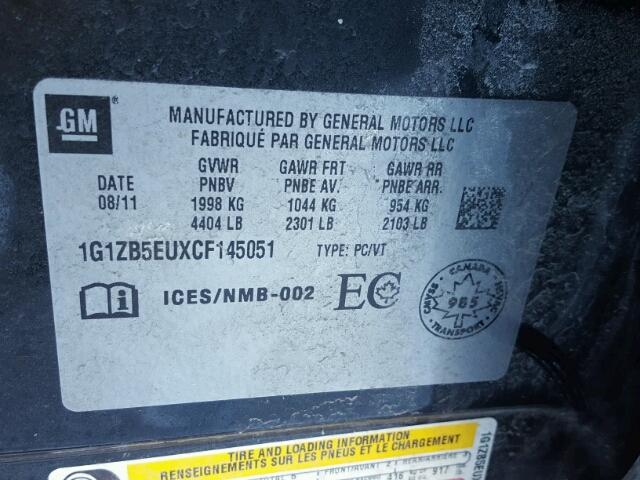 GM
MANUFACTURED BY GENERAL MOTORS LLC
FABRIQUÉ PAR GENERAL MOTORS LLC
GVWR GAWR FRT GAWR RR
DATE PNBV PNBE AV. PNBE ARR.
08/11 1998 KG 1044 KG 954 KG
4404 LB 2301 LB 2103 LB
1G1ZB5EUXCF145051 TYPE: PC/VT
ICES/NMB-002 EC
CANADA
CMVSS 985 NSVAC
TRANSPORT
TIRE AND LOADING INFORMATION
RENSEIGNEMENTS SUR LES PNEUS ET LE CHARGEMENT
1G1ZB5EU